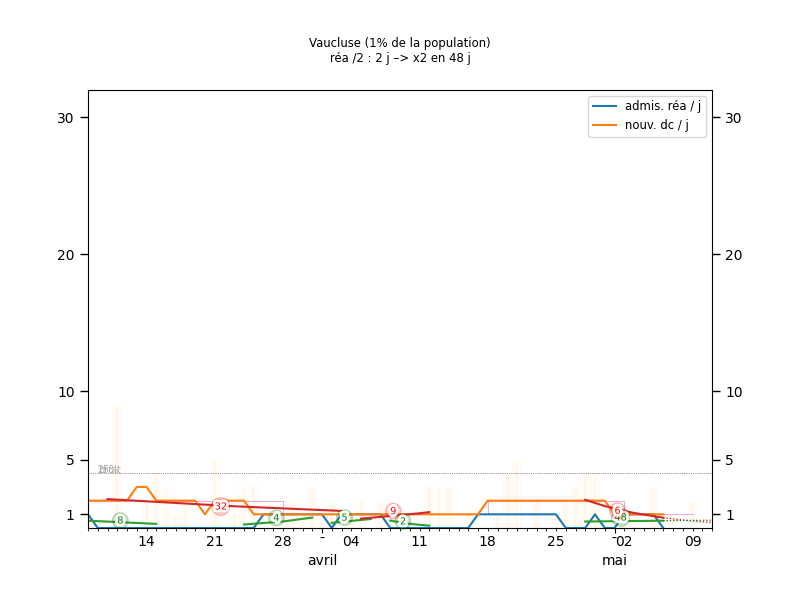 Vaucluse (1% de la population)
réa /2 : 2 j –> x2 en 48 j
admis. réa / j
nouv. dc / j
30 30
20 20
10 10
5 5
1 1
32
9
6
8
4
5
2
14 21 28 - 04 11 18 25 - 02 09
avril mai